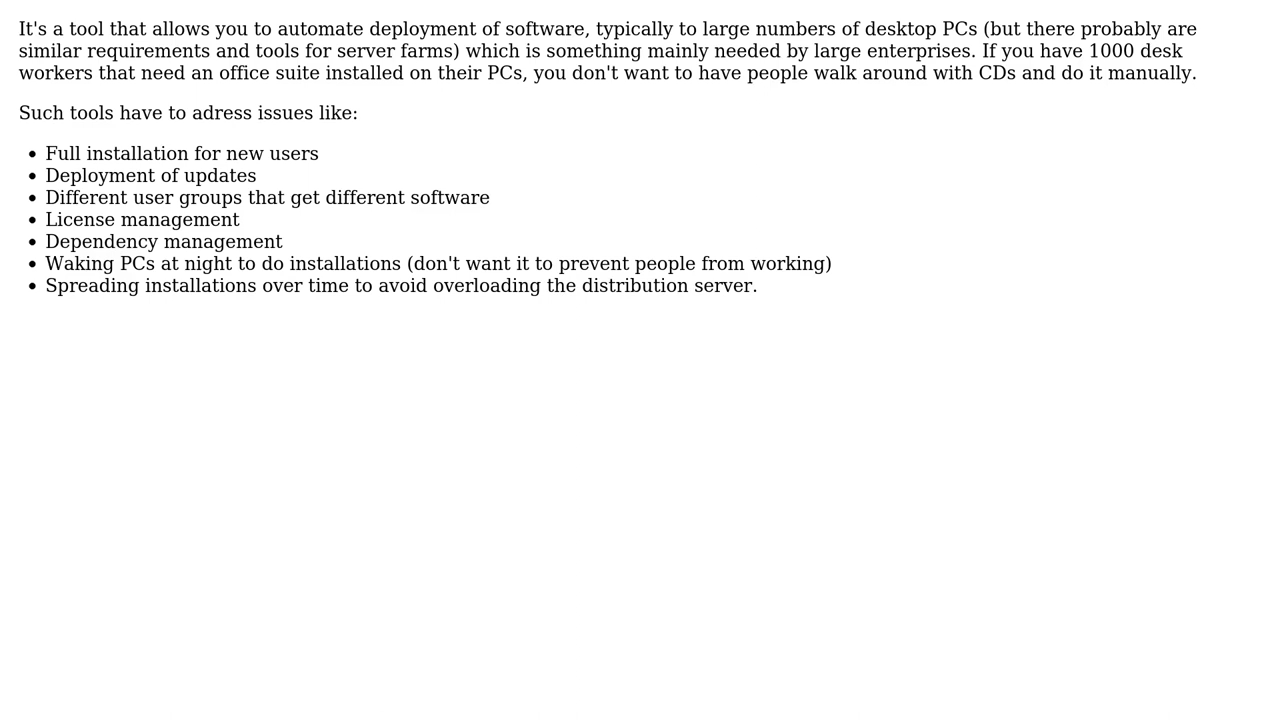 It's a tool that allows you to automate deployment of software, typically to large numbers of desktop PCs (but there probably are
similar requirements and tools for server farms) which is something mainly needed by large enterprises. If you have 1000 desk
workers that need an office suite installed on their PCs, you don't want to have people walk around with CDs and do it manually.
Such tools have to adress issues like:
• Full installation for new users
• Deployment of updates
• Different user groups that get different software
• License management
• Dependency management
• Waking PCs at night to do installations (don't want it to prevent people from working)
• Spreading installations over time to avoid overloading the distribution server.